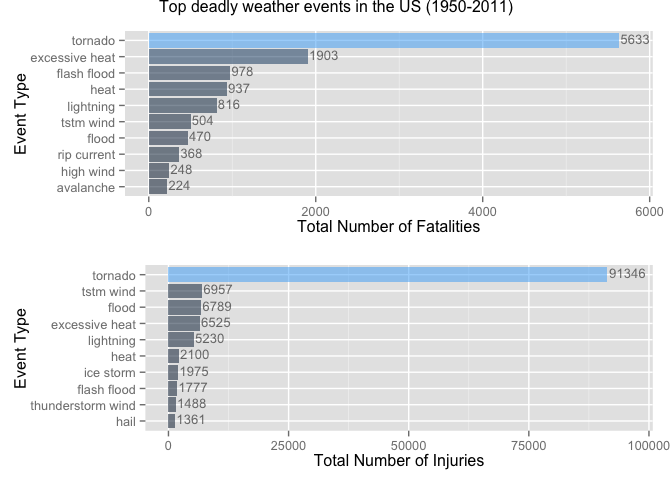 Top deadly weather events in the US (1950-2011)
Event Type
tornado 5633
excessive heat 1903
flash flood 978
heat 937
lightning 816
tstm wind 504
flood 470
rip current 368
high wind 248
avalanche 224
0 2000 4000 6000
Total Number of Fatalities
Event Type
tornado 91346
tstm wind 6957
flood 6789
excessive heat 6525
lightning 5230
heat 2100
ice storm 1975
flash flood 1777
thunderstorm wind 1488
hail 1361
0 25000 50000 75000 100000
Total Number of Injuries